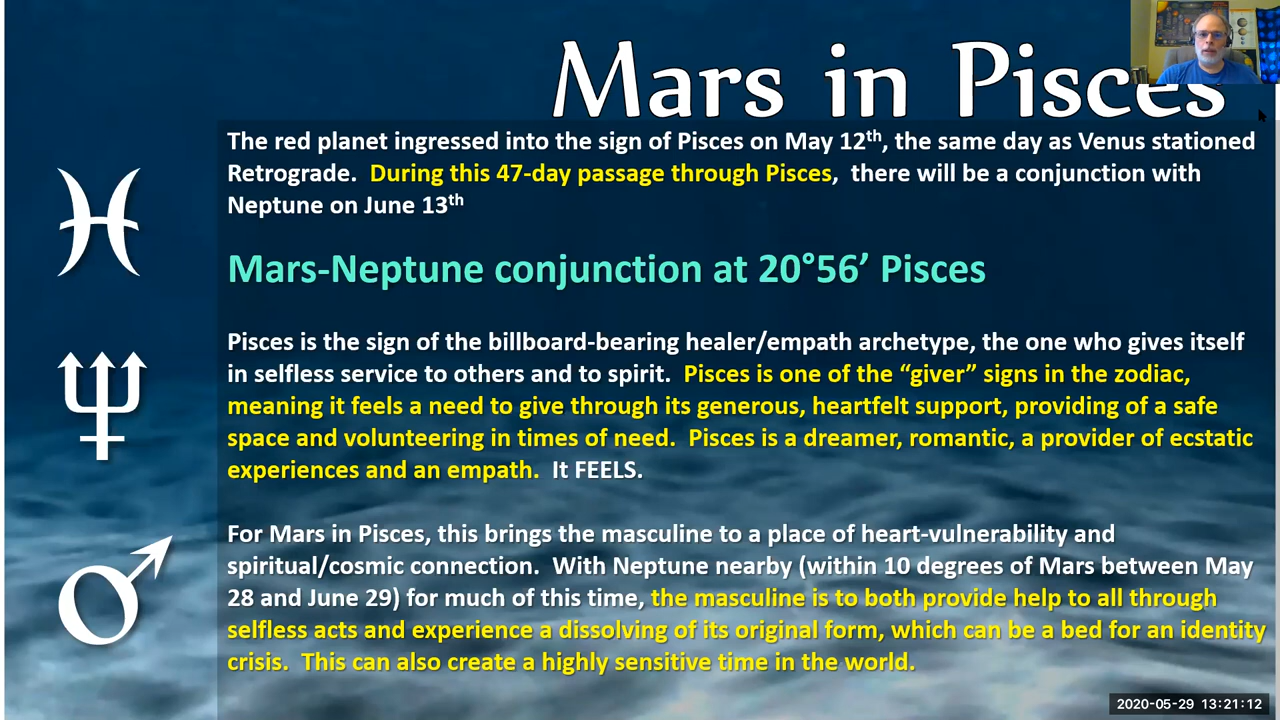 Mars in Pisces
The red planet ingressed into the sign of Pisces on May 12th, the same day as Venus stationed
Retrograde. During this 47-day passage through Pisces, there will be a conjunction with
Neptune on June 13th
Mars-Neptune conjunction at 20°56’ Pisces
Pisces is the sign of the billboard-bearing healer/empath archetype, the one who gives itself
in selfless service to others and to spirit. Pisces is one of the “giver” signs in the zodiac,
meaning it feels a need to give through its generous, heartfelt support, providing of a safe
space and volunteering in times of need. Pisces is a dreamer, romantic, a provider of ecstatic
experiences and an empath. It FEELS.
For Mars in Pisces, this brings the masculine to a place of heart-vulnerability and
spiritual/cosmic connection. With Neptune nearby (within 10 degrees of Mars between May
28 and June 29) for much of this time, the masculine is to both provide help to all through
selfless acts and experience a dissolving of its original form, which can be a bed for an identity
crisis. This can also create a highly sensitive time in the world.
2020-05-29 13:21:12